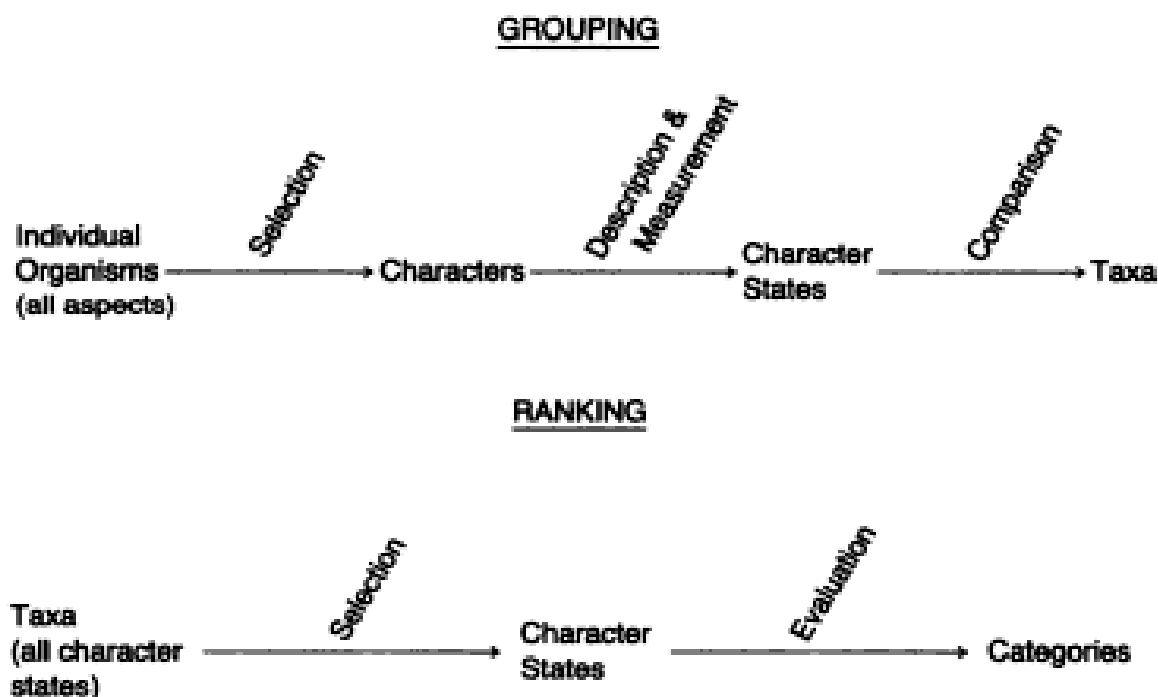 GROUPING
Selection
Description &
Measurement
Comparison
Individual
Organisms
(all aspects)
Characters
Character
States
Taxa
RANKING
Selection
Evaluation
Taxa
(all character
states)
Character
States
Categories